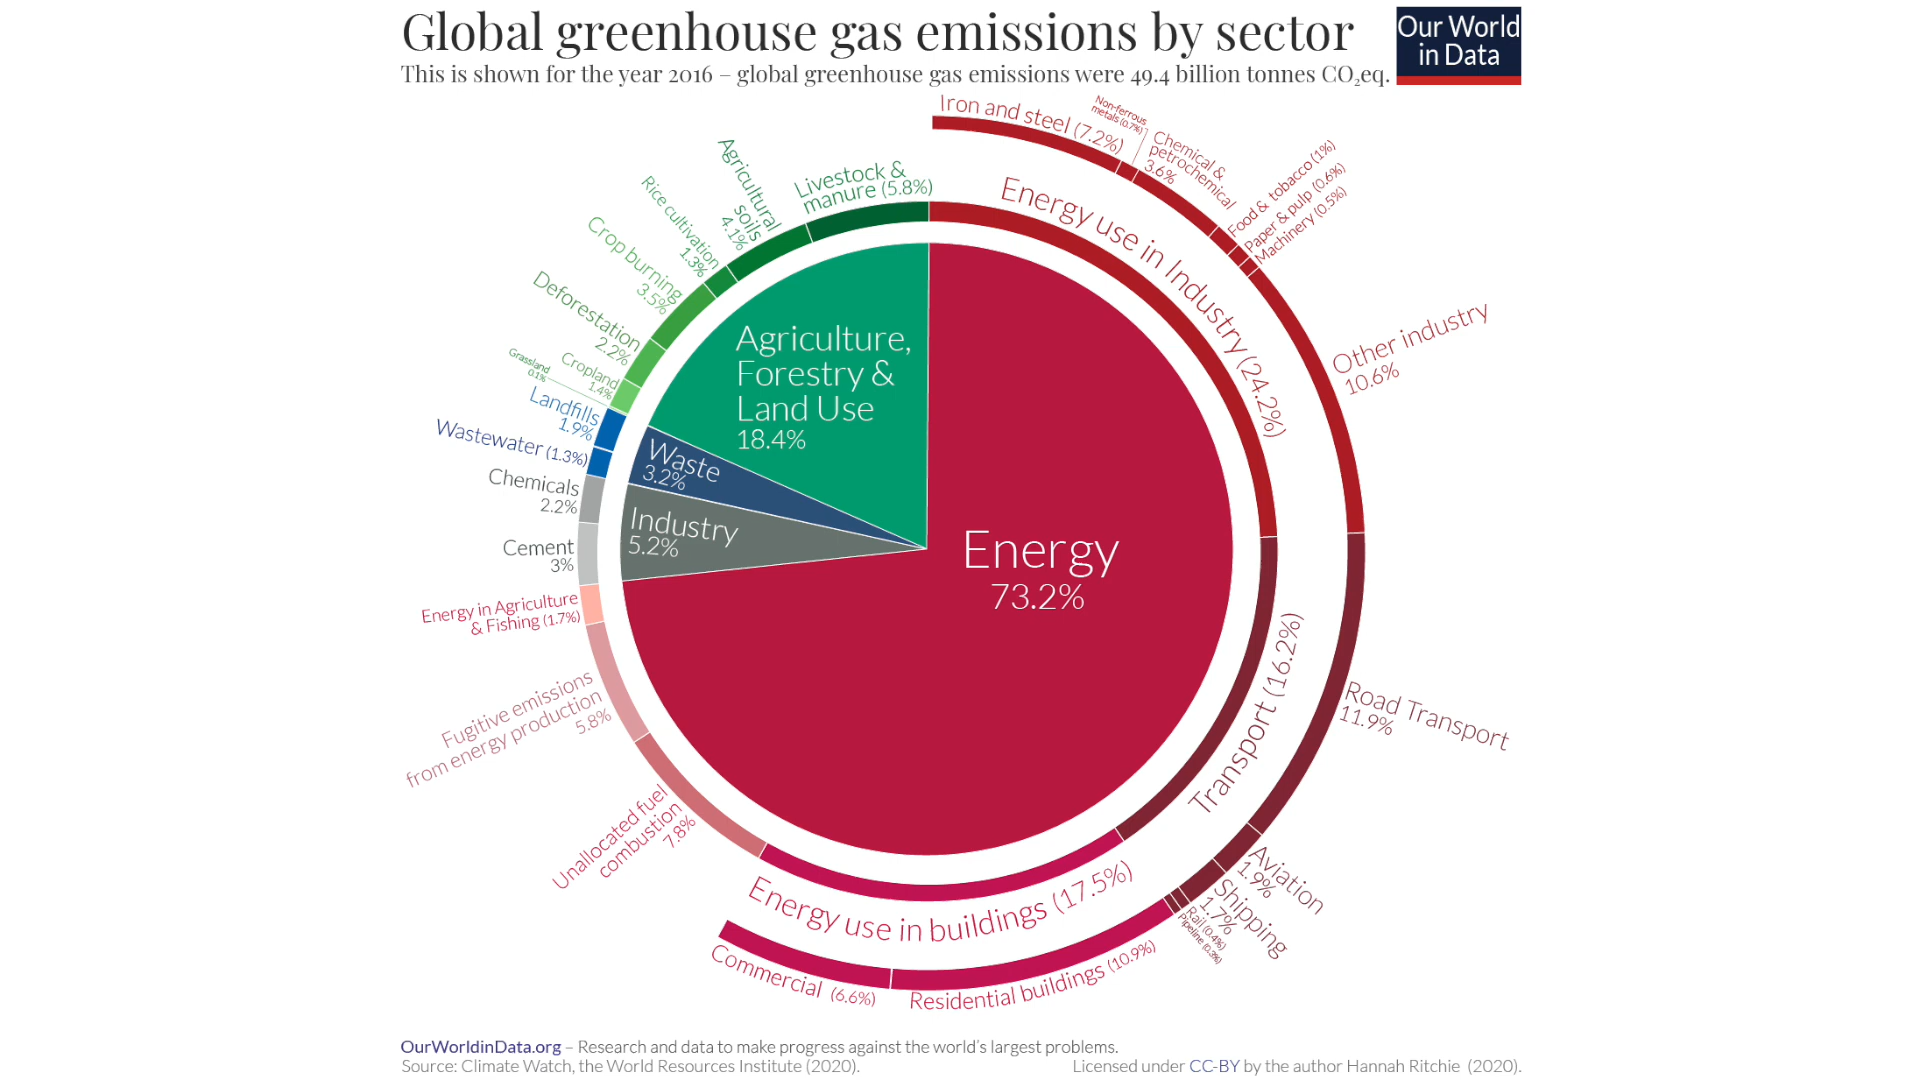 Global greenhouse gas emissions by sector
This is shown for the year 2016 – global greenhouse gas emissions were 49.4 billion tonnes CO₂eq.
Our World
in Data
Iron and steel (7.2%)
Non-ferrous
metals (0.7%)
Chemical &
petrochemical
3.6%
Food & tobacco (1%)
Paper & pulp (0.6%)
Machinery (0.5%)
Energy use in Industry (24.2%)
Other industry
10.6%
Road Transport
11.9%
Transport (16.2%)
Aviation
1.9%
Shipping
1.7%
Rail (0.4%)
Pipeline (0.3%)
Energy use in buildings (17.5%)
Residential buildings (10.9%)
Commercial (6.6%)
Unallocated fuel
combustion
7.8%
Fugitive emissions
from energy production
5.8%
Energy in Agriculture
& Fishing (1.7%)
Cement
3%
Chemicals
2.2%
Wastewater (1.3%)
Landfills
1.9%
Grassland
0.1%
Cropland
1.4%
Deforestation
2.2%
Crop burning
3.5%
Rice cultivation
1.3%
Agricultural
soils
4.1%
Livestock &
manure (5.8%)
Agriculture,
Forestry &
Land Use
18.4%
Waste
3.2%
Industry
5.2%
Energy
73.2%
OurWorldinData.org – Research and data to make progress against the world's largest problems.
Source: Climate Watch, the World Resources Institute (2020).
Licensed under CC-BY by the author Hannah Ritchie (2020).